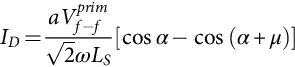 $I_D = \frac{aV_{f-f}^{prim}}{\sqrt{2}\omega L_S}[\cos\alpha - \cos(\alpha+\mu)]$